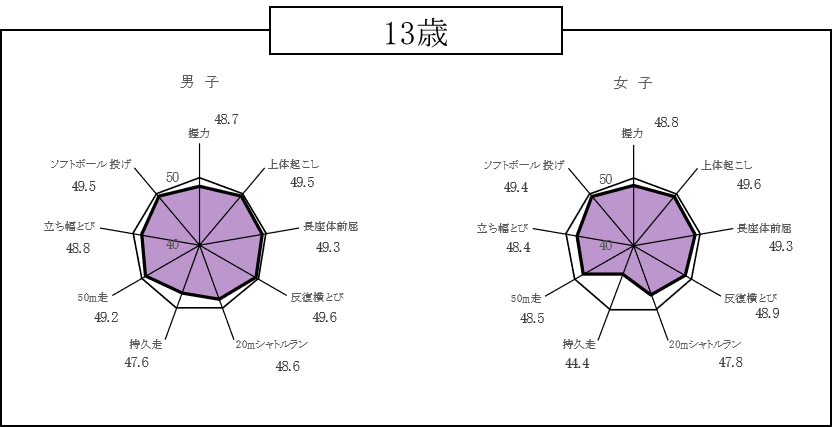 13歳
男 子
48.7
握力
ソフトボール投げ
上体起こし
50
49.5
49.5
立ち幅とび
長座体前屈
40
48.8
49.3
50m走
反復横とび
49.2
49.6
持久走
20mシャトルラン
47.6
48.6
女 子
48.8
握力
ソフトボール投げ
上体起こし
50
49.4
49.6
立ち幅とび
長座体前屈
40
48.4
49.3
50m走
反復横とび
48.5
48.9
持久走
20mシャトルラン
44.4
47.8